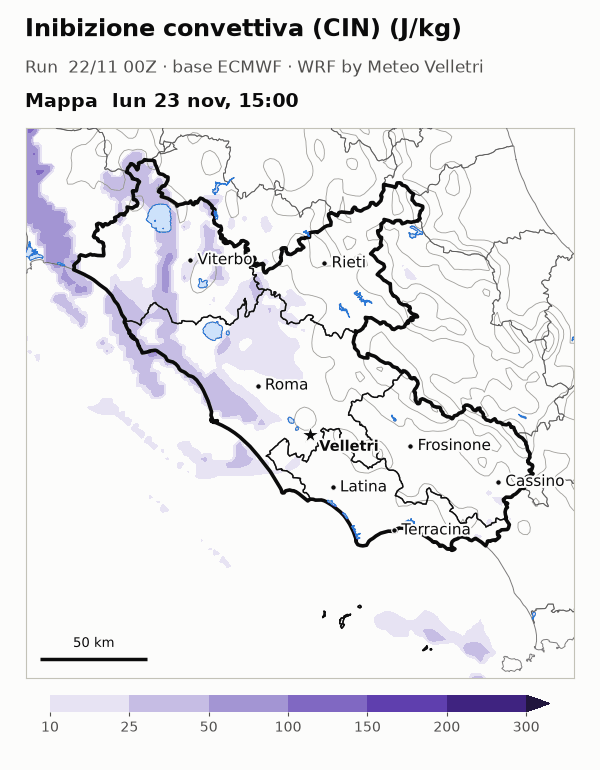 Inibizione convettiva (CIN) (J/kg)
Run 22/11 00Z · base ECMWF · WRF by Meteo Velletri
Mappa lun 23 nov, 15:00
Viterbo
Rieti
Roma
Velletri
Frosinone
Latina
Cassino
Terracina
50 km
10 25 50 100 150 200 300